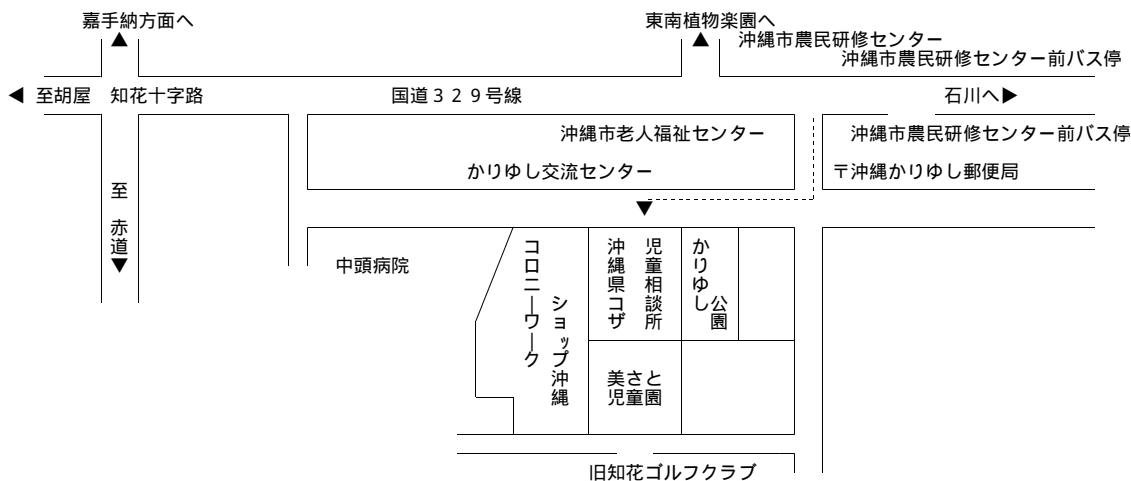 嘉手納方面へ
▲
東南植物楽園へ
▲
沖縄市農民研修センター
沖縄市農民研修センター前バス停
◀ 至胡屋
知花十字路
国道３２９号線
石川へ▶
沖縄市老人福祉センター
沖縄市農民研修センター前バス停
かりゆし交流センター
〒沖縄かりゆし郵便局
至赤道▼
▼
中頭病院
コロニーワーク
ショップ沖縄
沖縄県コザ
児童相談所
かりゆし
公園
美さと
児童園
旧知花ゴルフクラブ